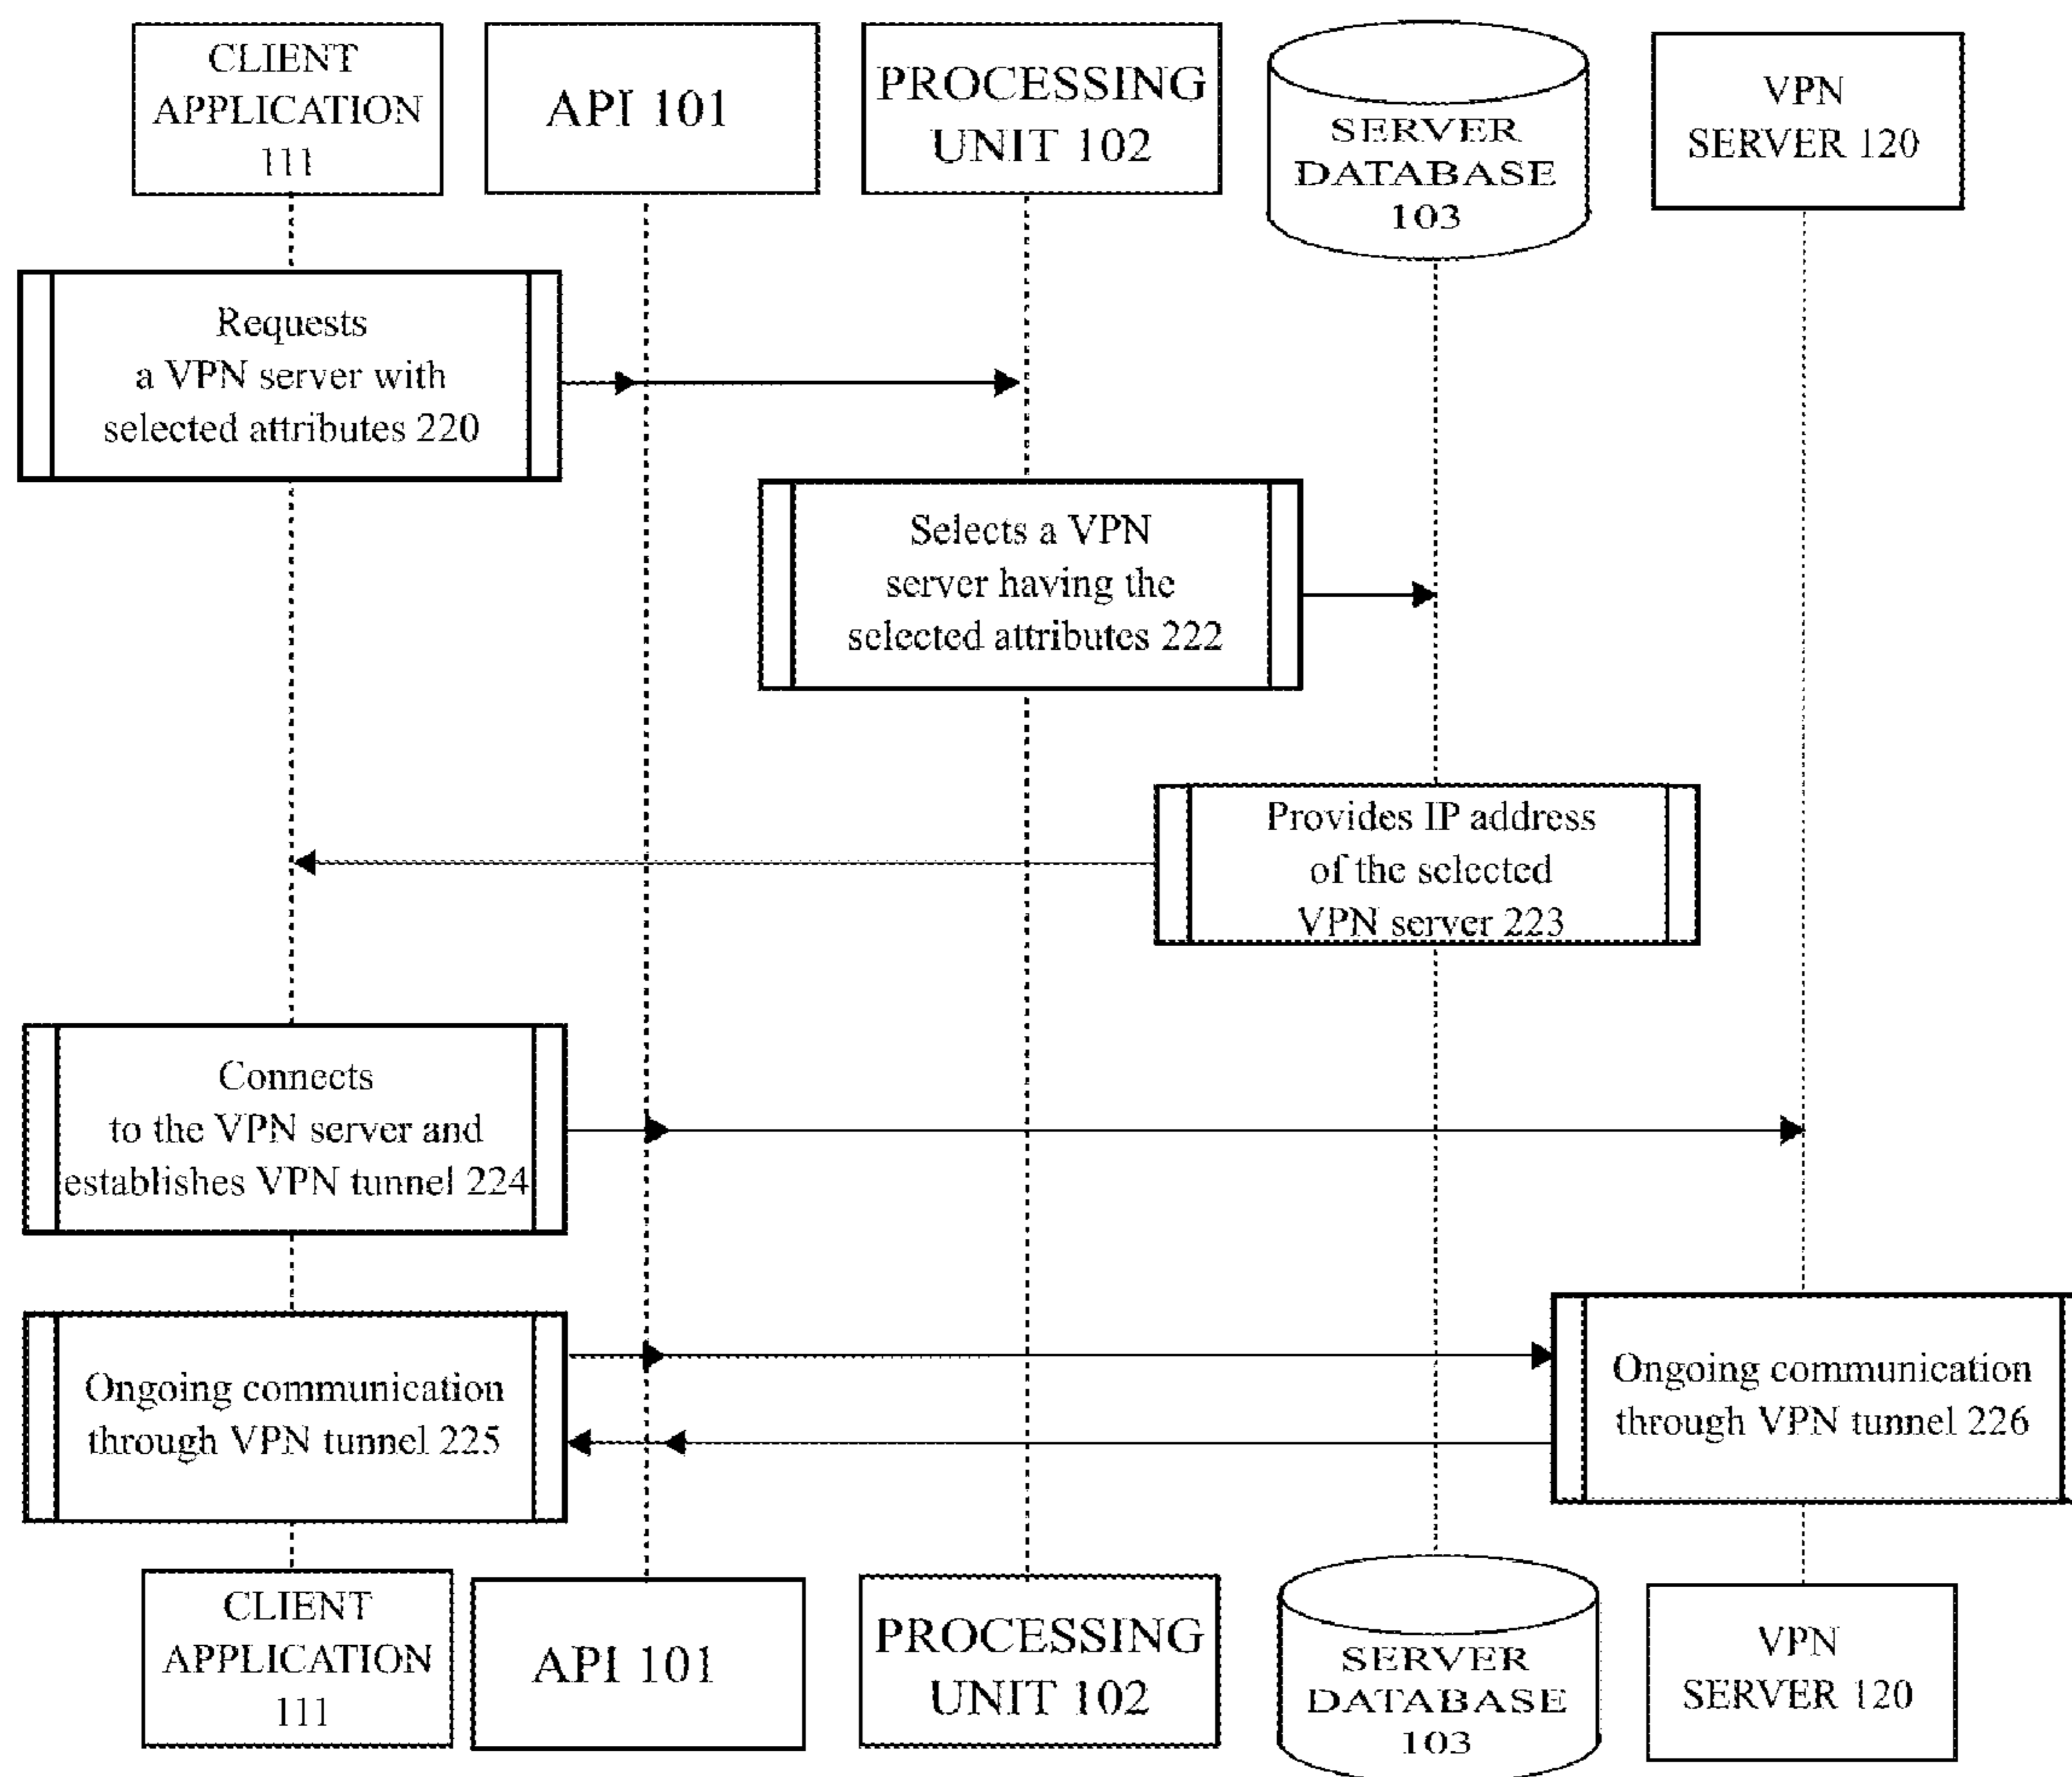 CLIENT
APPLICATION
111
API 101
PROCESSING
UNIT 102
SERVER
DATABASE
103
VPN
SERVER 120
Requests
a VPN server with
selected attributes 220
Selects a VPN
server having the
selected attributes 222
Provides IP address
of the selected
VPN server 223
Connects
to the VPN server and
establishes VPN tunnel 224
Ongoing communication
through VPN tunnel 225
Ongoing communication
through VPN tunnel 226
CLIENT
APPLICATION
111
API 101
PROCESSING
UNIT 102
SERVER
DATABASE
103
VPN
SERVER 120